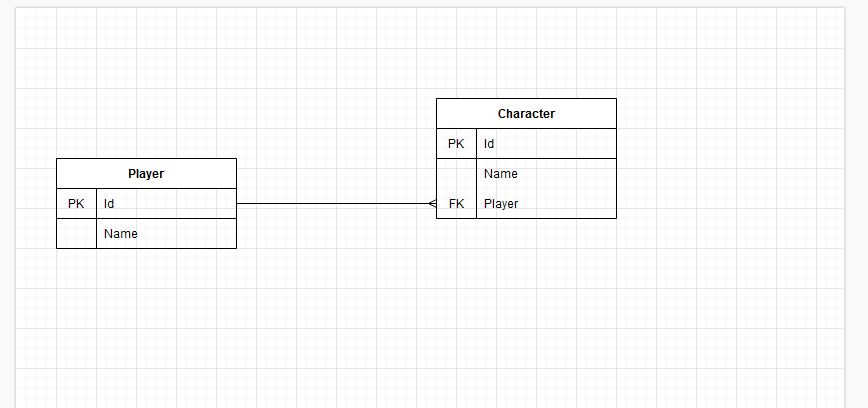 Player
PK Id
Name
Character
PK Id
Name
FK Player